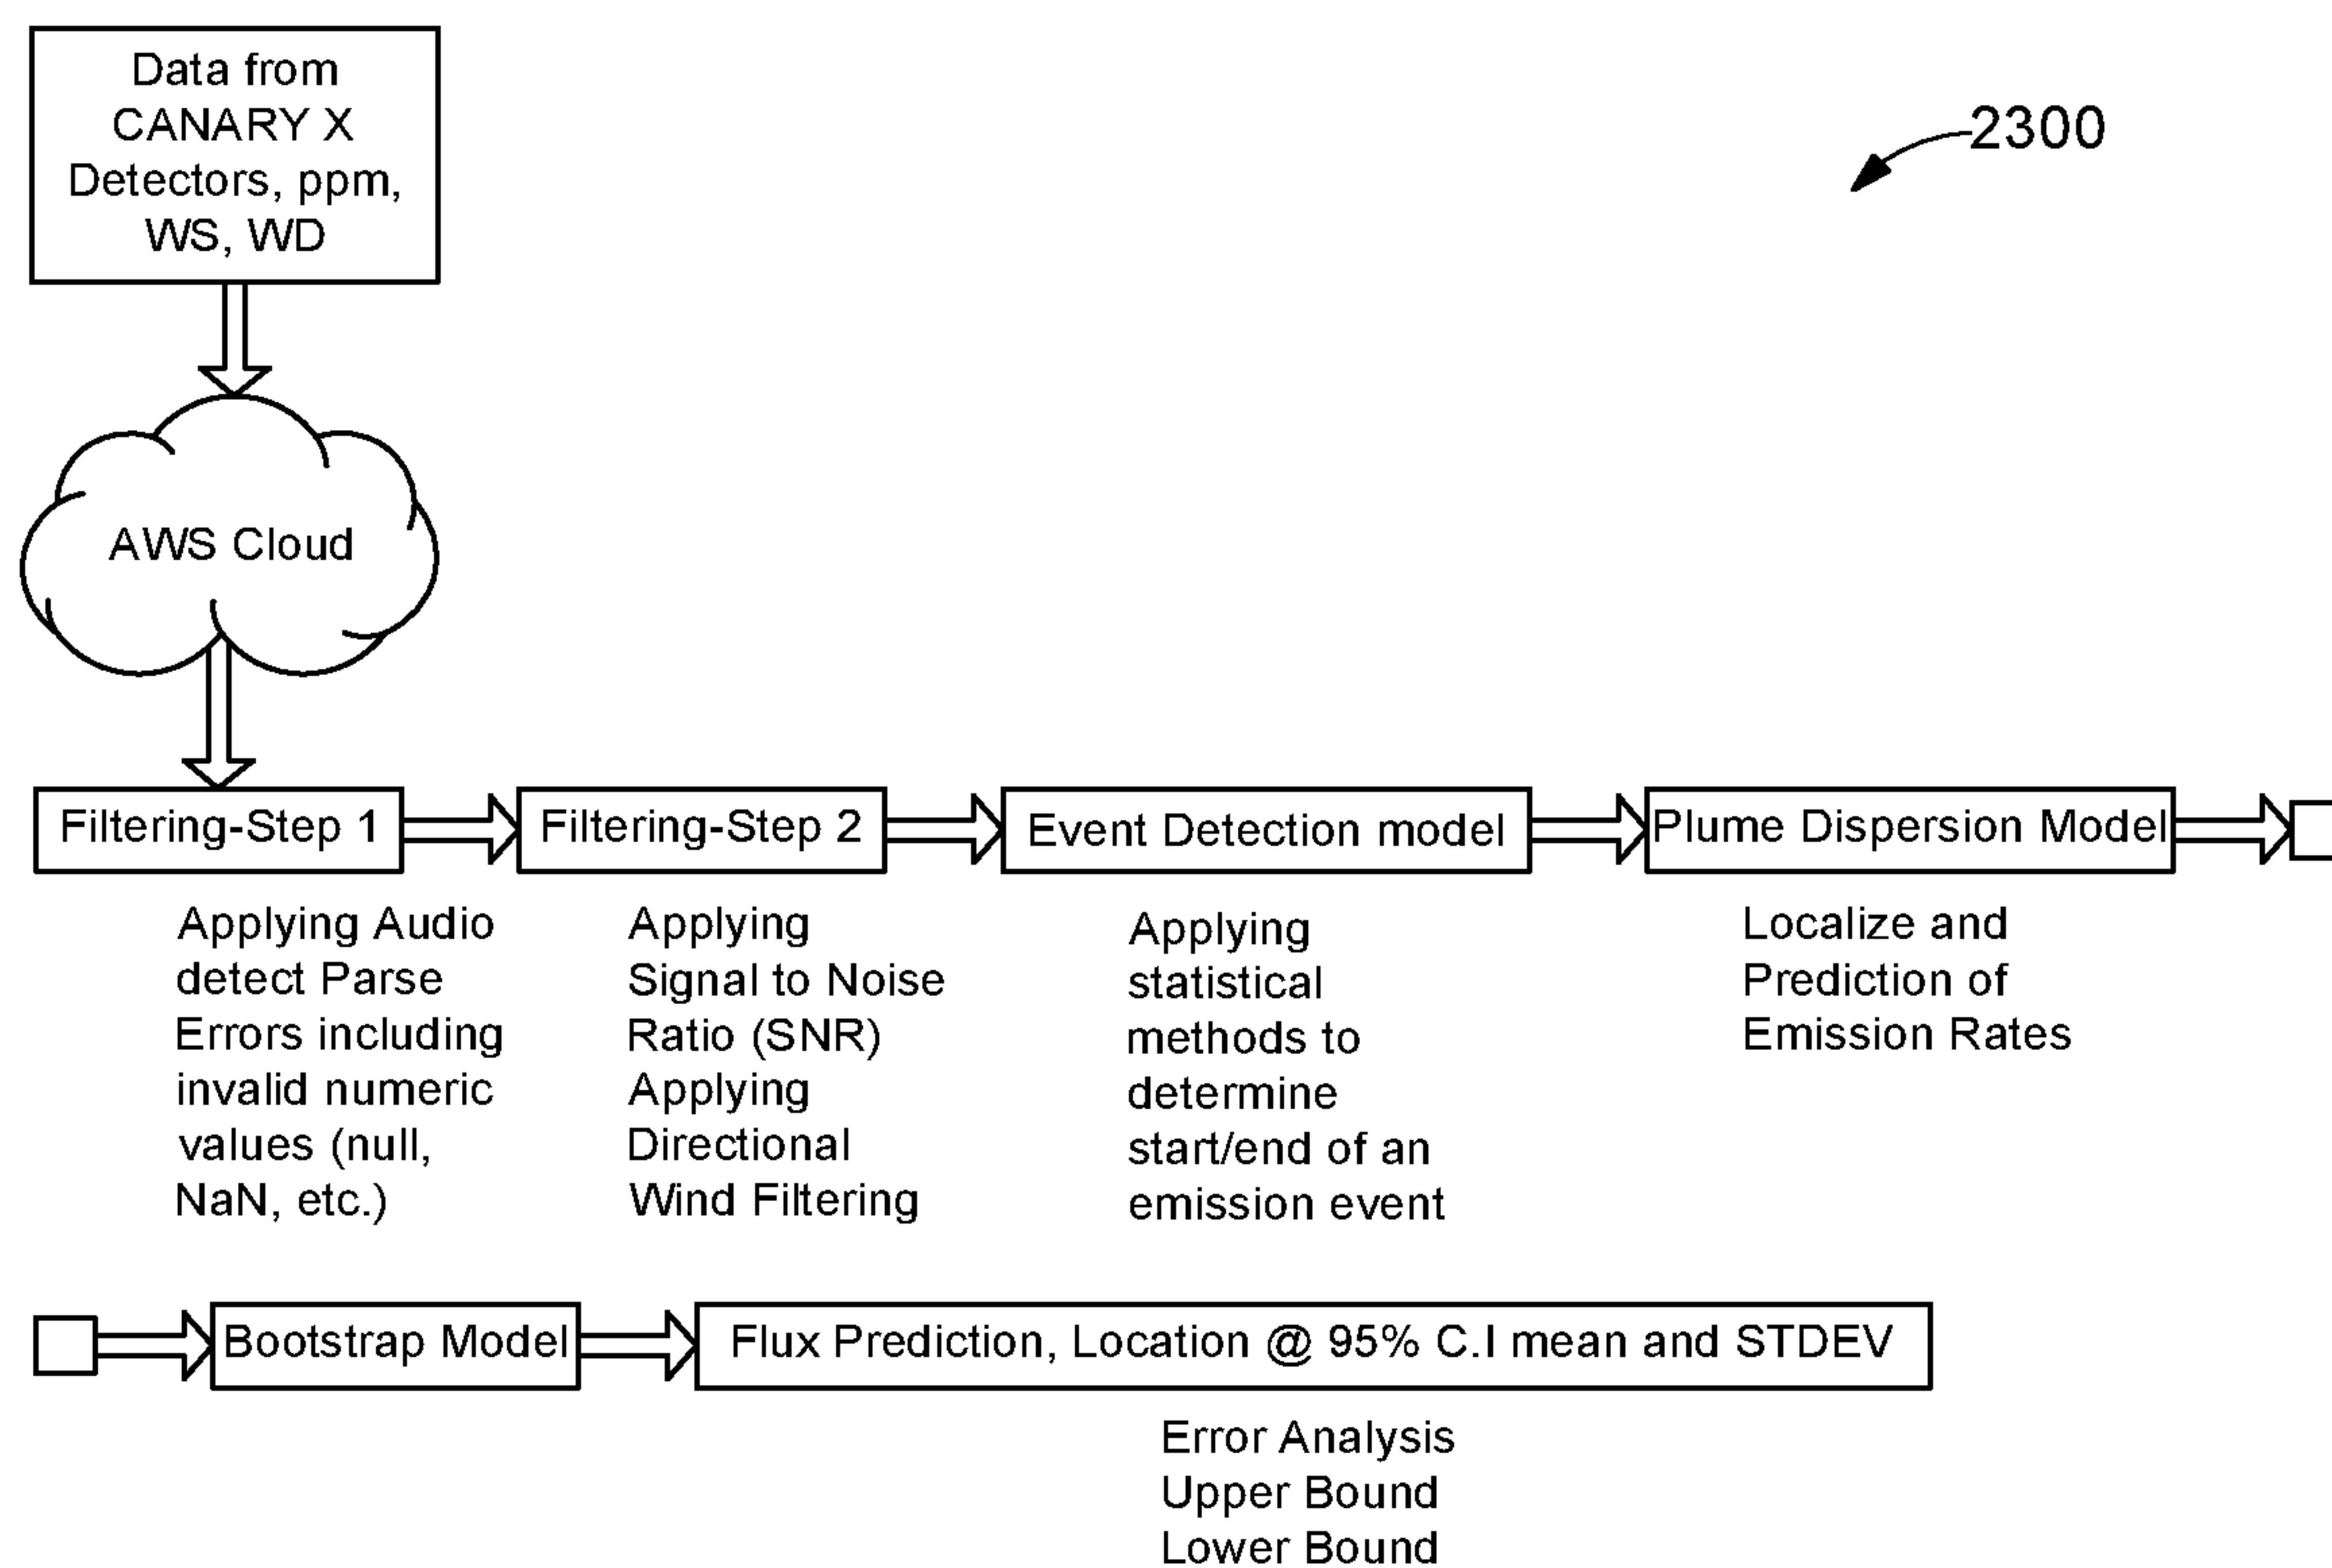 Data from
CANARY X
Detectors, ppm,
WS, WD
2300
AWS Cloud
Filtering-Step 1
Filtering-Step 2
Event Detection model
Plume Dispersion Model
Applying Audio
detect Parse
Errors including
invalid numeric
values (null,
NaN, etc.)
Applying
Signal to Noise
Ratio (SNR)
Applying
Directional
Wind Filtering
Applying
statistical
methods to
determine
start/end of an
emission event
Localize and
Prediction of
Emission Rates
Bootstrap Model
Flux Prediction, Location @ 95% C.I mean and STDEV
Error Analysis
Upper Bound
Lower Bound